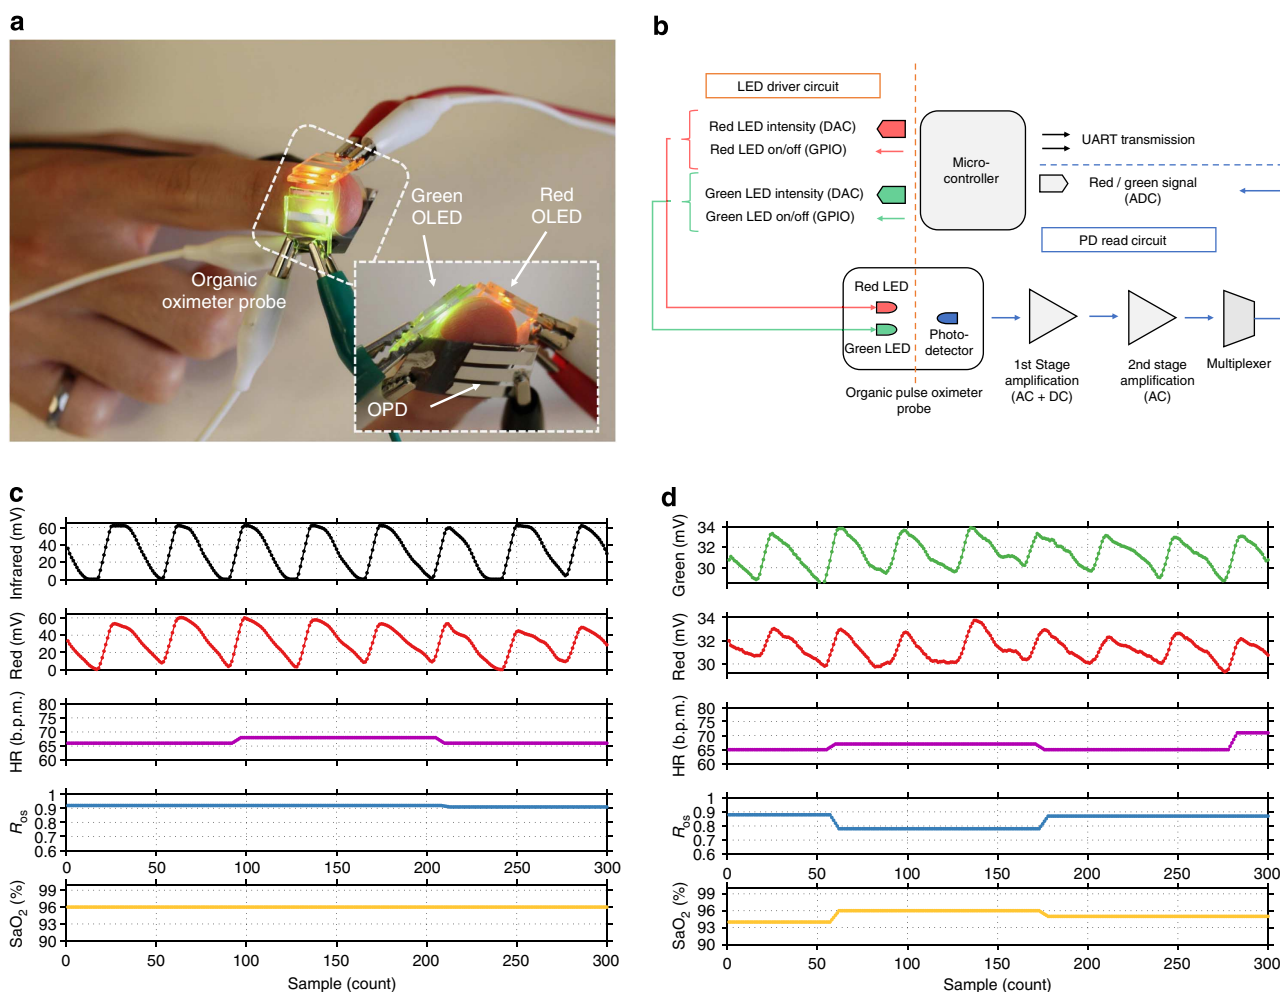 a
Green
OLED
Red
OLED
Organic
oximeter probe
OPD
b
LED driver circuit
Red LED intensity (DAC)
Red LED on/off (GPIO)
Green LED intensity (DAC)
Green LED on/off (GPIO)
Micro-
controller
UART transmission
Red / green signal
(ADC)
PD read circuit
Red LED
Green LED
Photo-
detector
Organic pulse oximeter
probe
1st Stage
amplification
(AC + DC)
2nd stage
amplification
(AC)
Multiplexer
c
Infrared (mV)
60
40
20
0
Red (mV)
60
40
20
0
HR (b.p.m.)
80
75
70
65
60
R os
1
0.9
0.8
0.7
0.6
0 50 100 150 200 250 300
SaO2 (%)
99
96
93
90
0 50 100 150 200 250 300
Sample (count)
d
Green (mV)
34
32
30
Red (mV)
34
32
30
HR (b.p.m.)
80
75
70
65
60
R os
1
0.9
0.8
0.7
0.6
0 50 100 150 200 250 300
SaO2 (%)
99
96
93
90
0 50 100 150 200 250 300
Sample (count)